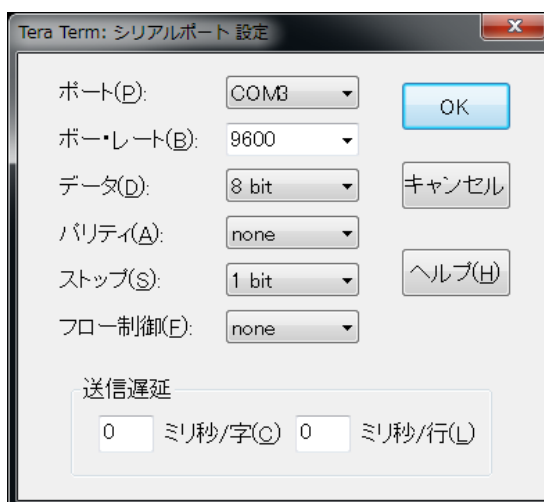 Tera Term: シリアルポート 設定
ポート(P): COM3
OK
ボー・レート(B): 9600
データ(D): 8 bit
キャンセル
パリティ(A): none
ストップ(S): 1 bit
ヘルプ(H)
フロー制御(F): none
送信遅延
0 ミリ秒/字(C) 0 ミリ秒/行(L)